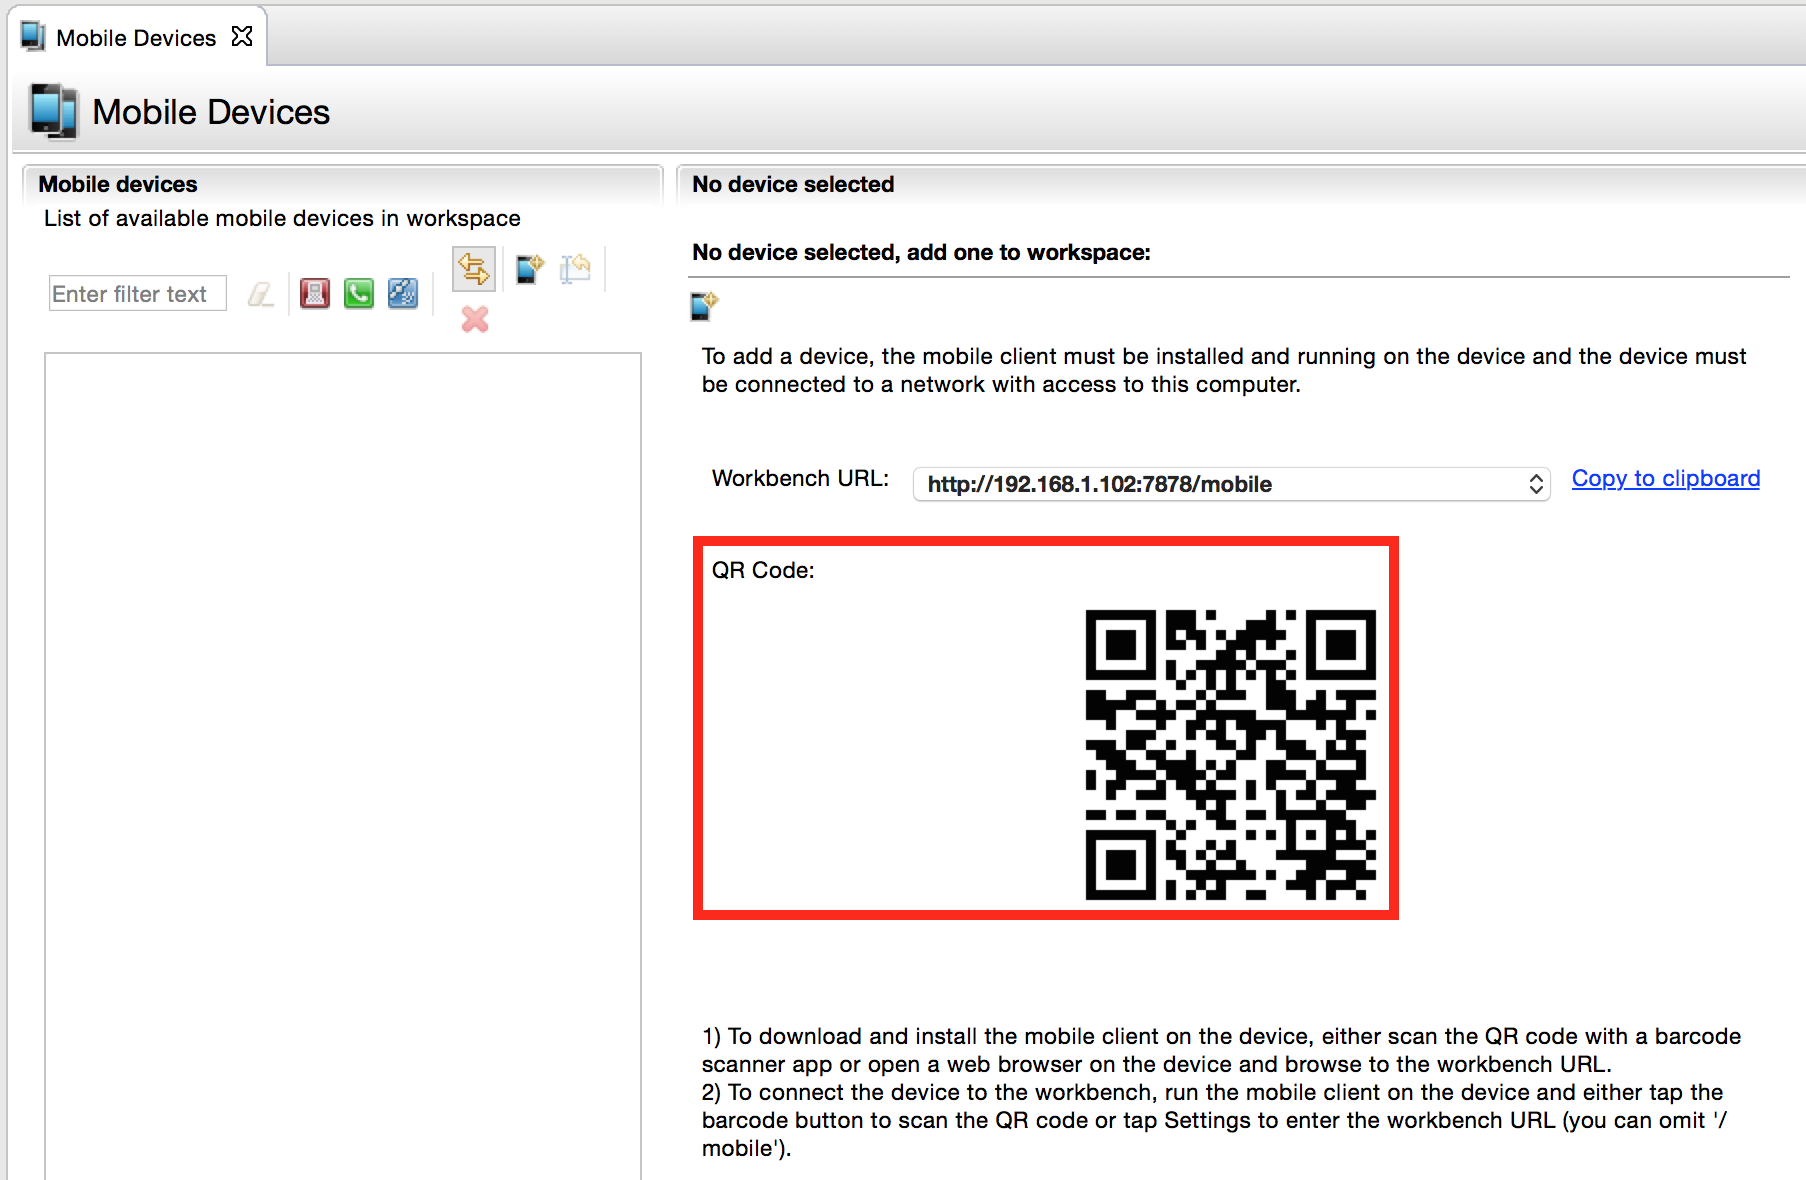 Mobile Devices
Mobile Devices
Mobile devices
List of available mobile devices in workspace
Enter filter text
No device selected
No device selected, add one to workspace:
To add a device, the mobile client must be installed and running on the device and the device must
be connected to a network with access to this computer.
Workbench URL: http://192.168.1.102:7878/mobile Copy to clipboard
QR Code:
1) To download and install the mobile client on the device, either scan the QR code with a barcode
scanner app or open a web browser on the device and browse to the workbench URL.
2) To connect the device to the workbench, run the mobile client on the device and either tap the
barcode button to scan the QR code or tap Settings to enter the workbench URL (you can omit '/
mobile').